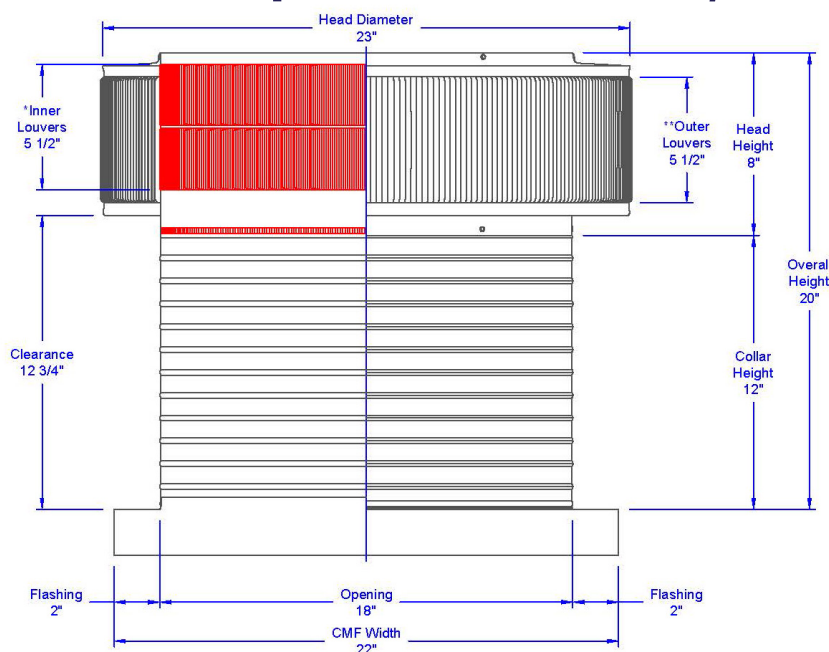 Head Diameter
23"
*Inner
Louvers
5 1/2"
**Outer
Louvers
5 1/2"
Head
Height
8"
Overal
Height
20"
Clearance
12 3/4"
Collar
Height
12"
Flashing
2"
Opening
18"
Flashing
2"
CMF Width
22"